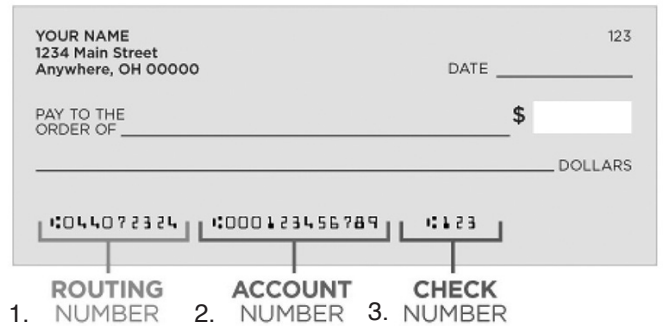 YOUR NAME 123
1234 Main Street
Anywhere, OH 00000
DATE
PAY TO THE
ORDER OF $
DOLLARS
⑆044072324 ⑆000123456789 ⑆123
ROUTING ACCOUNT CHECK
1. NUMBER 2. NUMBER 3. NUMBER